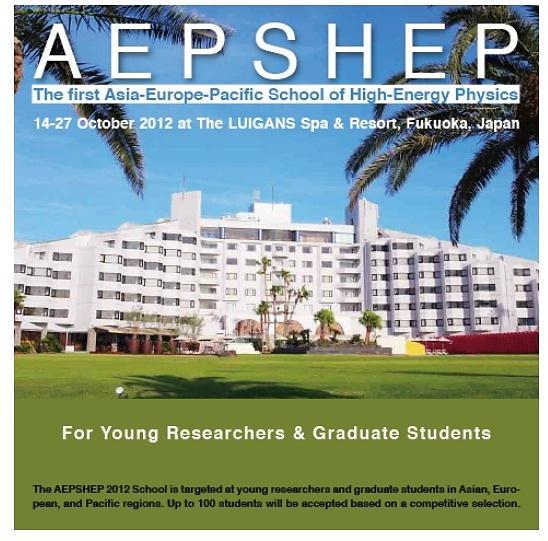 AEPSHEP
The first Asia-Europe-Pacific School of High-Energy Physics
14-27 October 2012 at The LUIGANS Spa & Resort, Fukuoka, Japan
For Young Researchers & Graduate Students
The AEPSHEP 2012 School is targeted at young researchers and graduate students in Asian, Euro-
pean, and Pacific regions. Up to 100 students will be accepted based on a competitive selection.